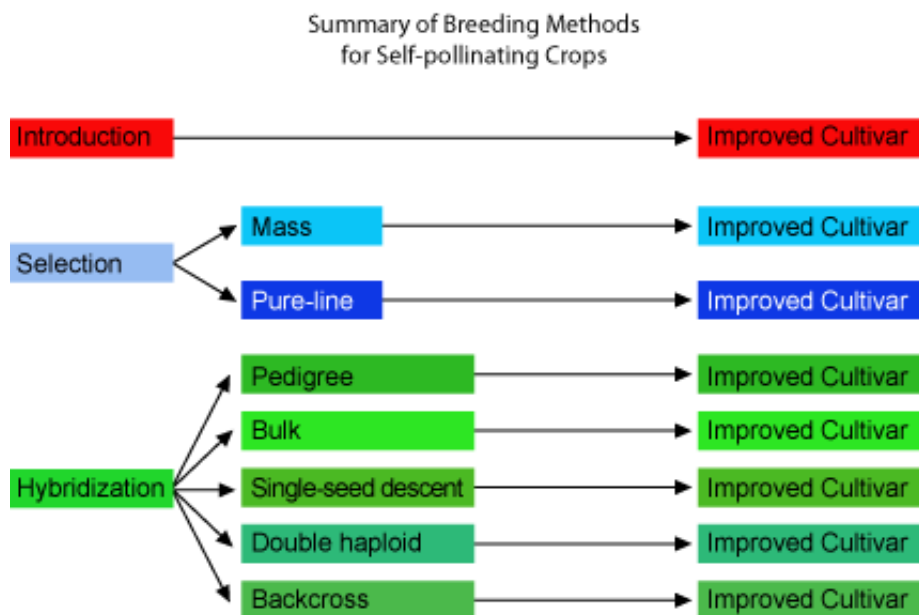 Summary of Breeding Methods
for Self-pollinating Crops
Introduction
Improved Cultivar
Selection
Mass
Improved Cultivar
Pure-line
Improved Cultivar
Hybridization
Pedigree
Improved Cultivar
Bulk
Improved Cultivar
Single-seed descent
Improved Cultivar
Double haploid
Improved Cultivar
Backcross
Improved Cultivar